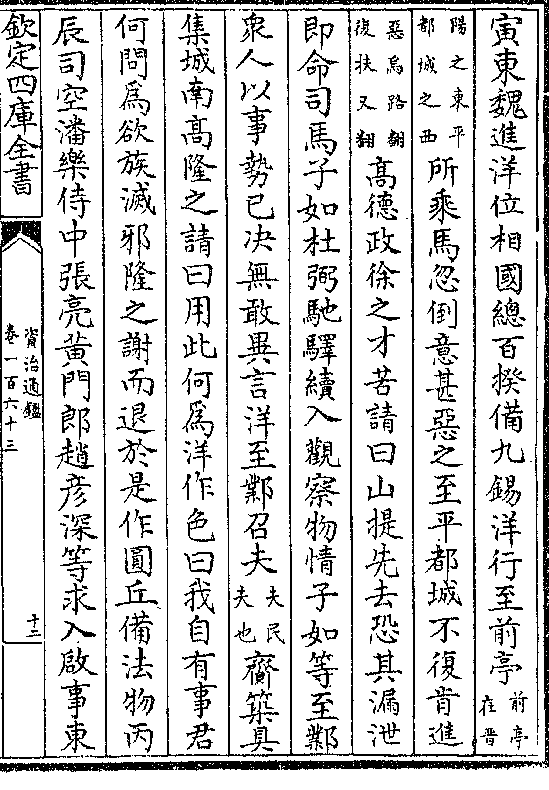 寅東魏進洋位相國總百揆備九錫洋行至前亭前亭在晉
陽之東平都城之西所乘馬忽倒意甚惡之至平都城不復肯進
惡烏路翻復扶又翻高德政徐之才苦請曰山提先去恐其漏泄
即命司馬子如杜弼馳驛續入觀察物情子如等至鄴
衆人以事勢已决無敢異言洋至鄴召夫夫民夫也齎築具
集城南高隆之請曰用此何為洋作色曰我自有事君
何問為欲族滅邪隆之謝而退於是作圓丘備法物丙
辰司空潘樂侍中張亮黃門郎趙彥深等求入啟事東
欽定四庫全書
資治通鑑
卷一百六十三
十二